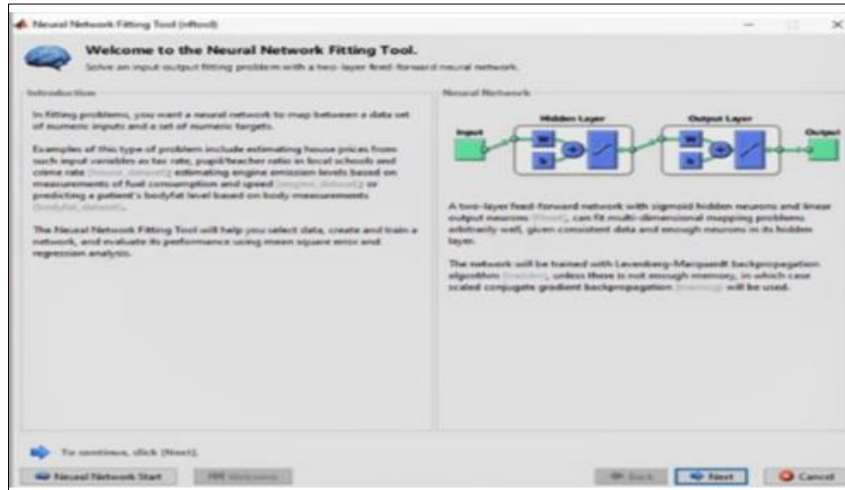 Neural Network Fitting Tool (nftool)
Welcome to the Neural Network Fitting Tool.
Solve an input-output fitting problem with a two-layer feed-forward neural network.
Introduction
In fitting problems, you want a neural network to map between a data set
of numeric inputs and a set of numeric targets.
Examples of this type of problem include estimating house prices from
such input variables as tax rate, pupil/teacher ratio in local schools and
crime rate (house_dataset); estimating engine emission levels based on
measurements of fuel consumption and speed (engine_dataset); or
predicting a patient's bodyfat level based on body measurements
(bodyfat_dataset).
The Neural Network Fitting Tool will help you select data, create and train a
network, and evaluate its performance using mean square error and
regression analysis.
Neural Network
Hidden Layer
Output Layer
Input
Output
W
b
+
W
b
+
A two-layer feed-forward network with sigmoid hidden neurons and linear
output neurons (fitnet), can fit multi-dimensional mapping problems
arbitrarily well, given consistent data and enough neurons in its hidden
layer.
The network will be trained with Levenberg-Marquardt backpropagation
algorithm (trainlm), unless there is not enough memory, in which case
scaled conjugate gradient backpropagation (trainscg) will be used.
To continue, click [Next].
Neural Network Start
Welcome
Back
Next
Cancel